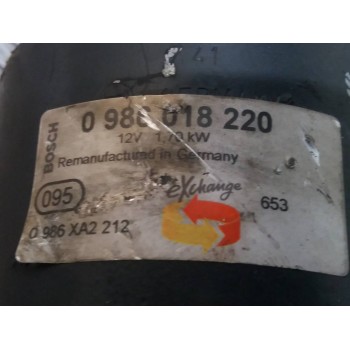 41
BOSCH
0 986 018 220
12V 1,70 kW
Remanufactured in Germany
eXchange
095
653
0 986 XA2 212